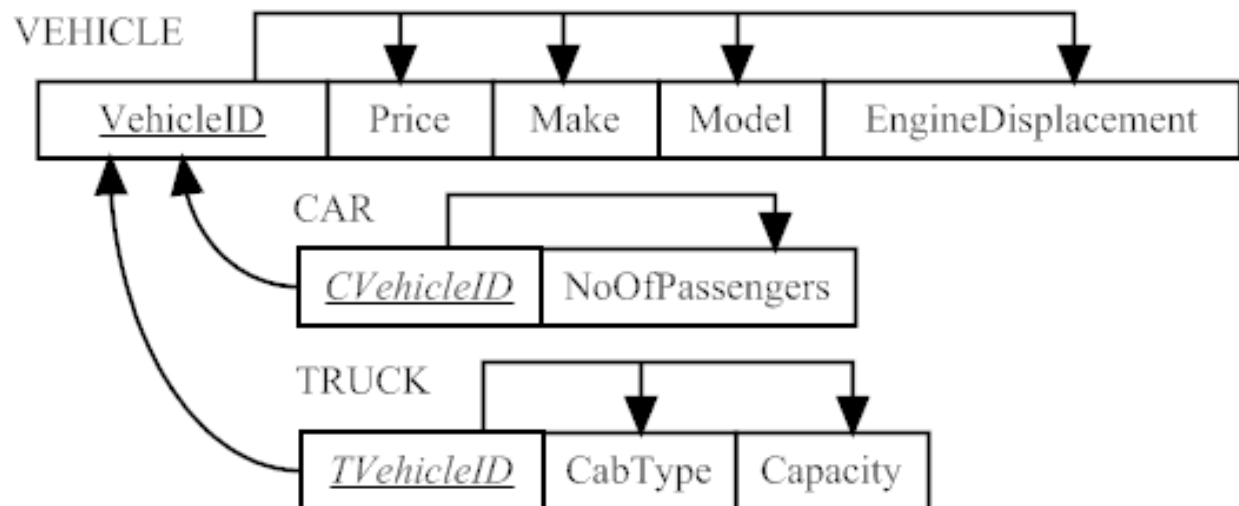 VEHICLE
VehicleID Price Make Model EngineDisplacement
CAR
CVehicleID NoOfPassengers
TRUCK
TVehicleID CabType Capacity